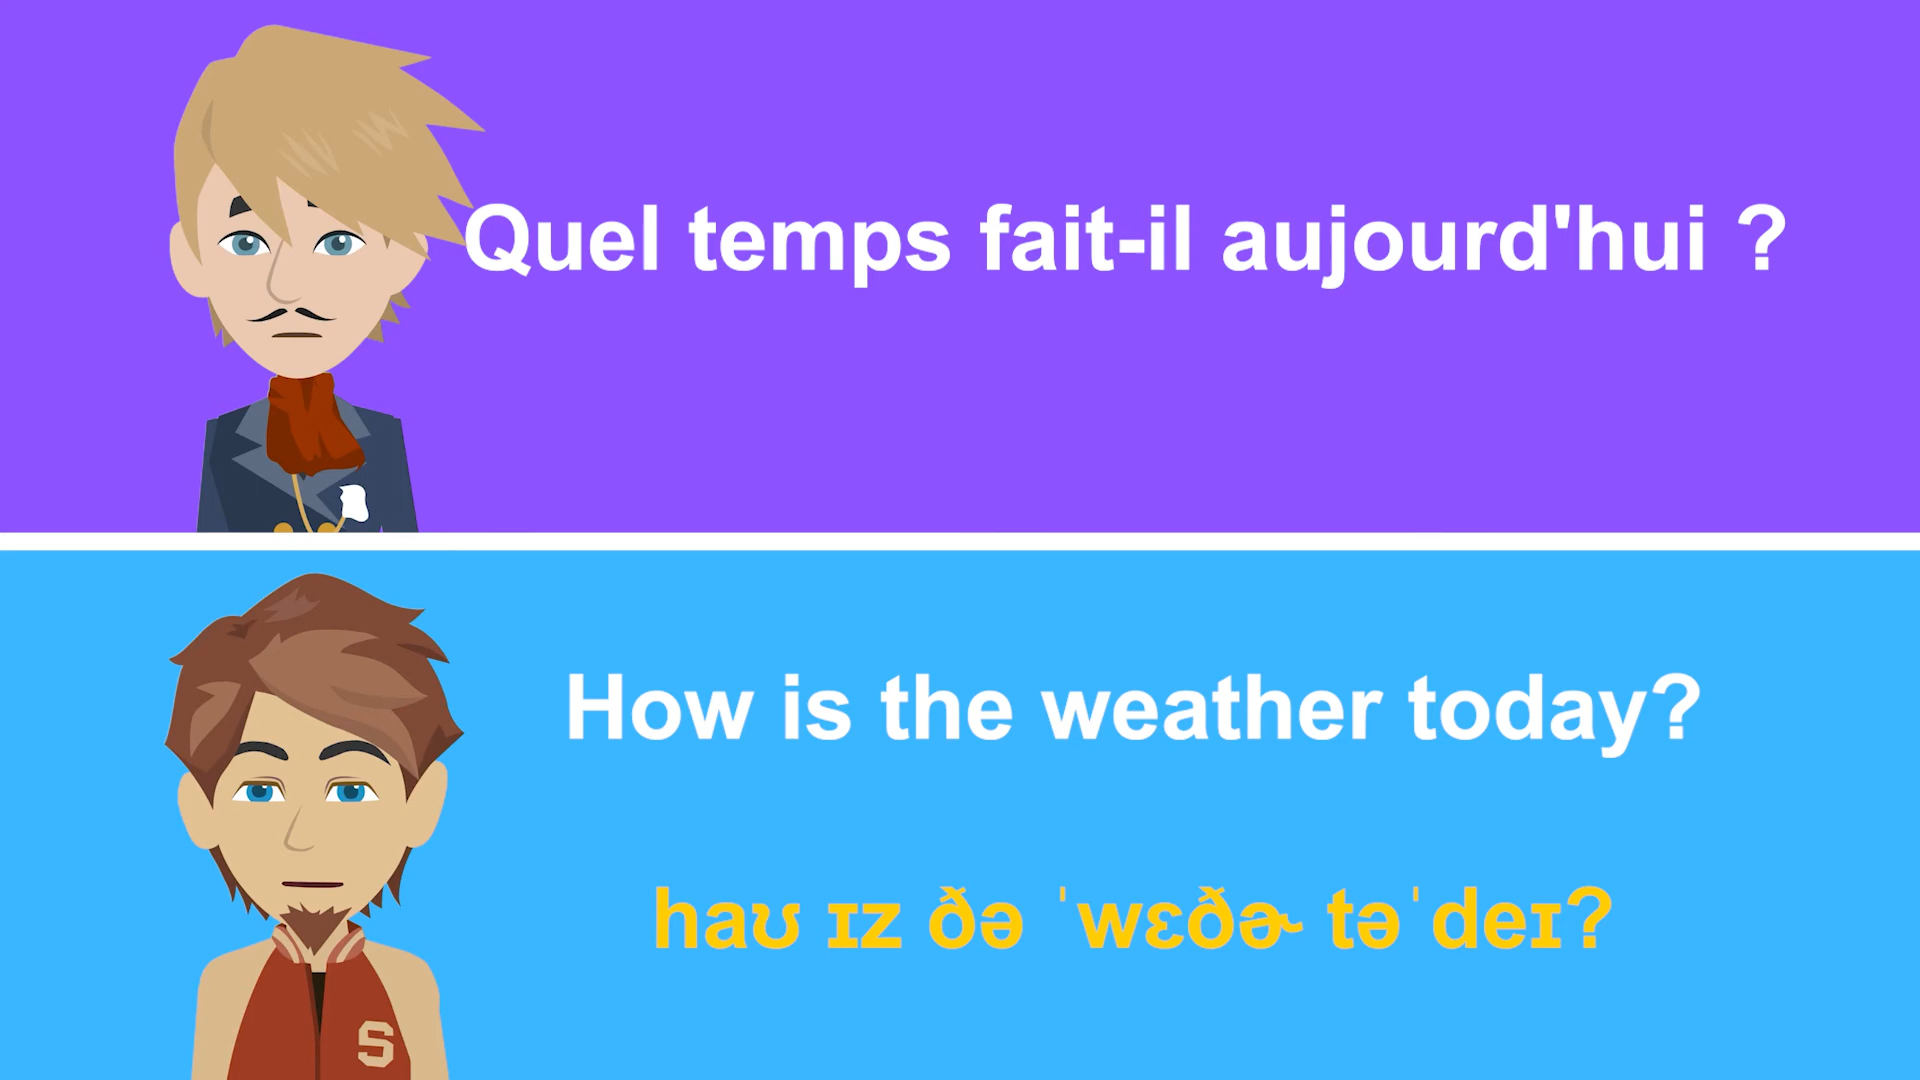 Quel temps fait-il aujourd'hui ?
How is the weather today?
haʊ ɪz ðə ˈwɛðɚ təˈdeɪ?
S